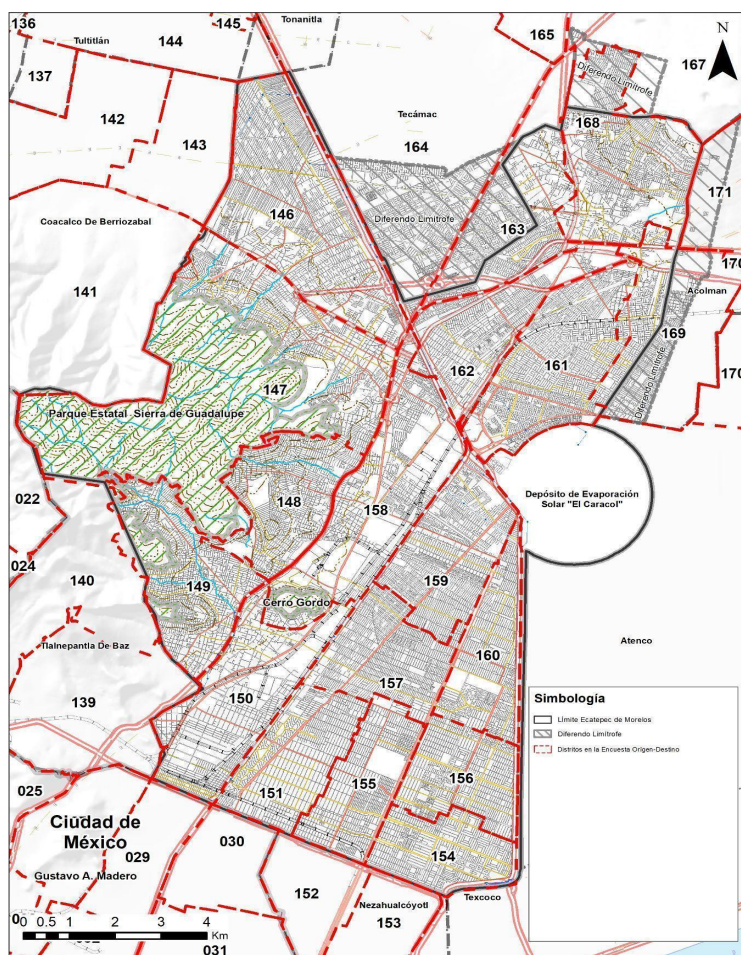 136
144
145
Tonanitla
Tultitlán
137
165
N
167
Diferendo Limítrofe
142
143
Tecámac
164
168
171
146
Diferendo Limítrofe
163
Coacalco De Berriozabal
141
170
Acolman
169
162
161
147
Diferendo Limítrofe
170
Parque Estatal Sierra de Guadalupe
022
148
158
Depósito de Evaporación
Solar "El Caracol"
024
140
149
159
Cerro Gordo
160
Atenco
Tlalnepantla De Baz
139
150
157
Simbología
Límite Ecatepec de Morelos
Diferendo Limítrofe
Distritos en la Encuesta Origen-Destino
025
151
155
156
Ciudad de
México
029
030
154
Gustavo A. Madero
152
Nezahualcóyotl
Texcoco
153
0 0.5 1 2 3 4
Km
031